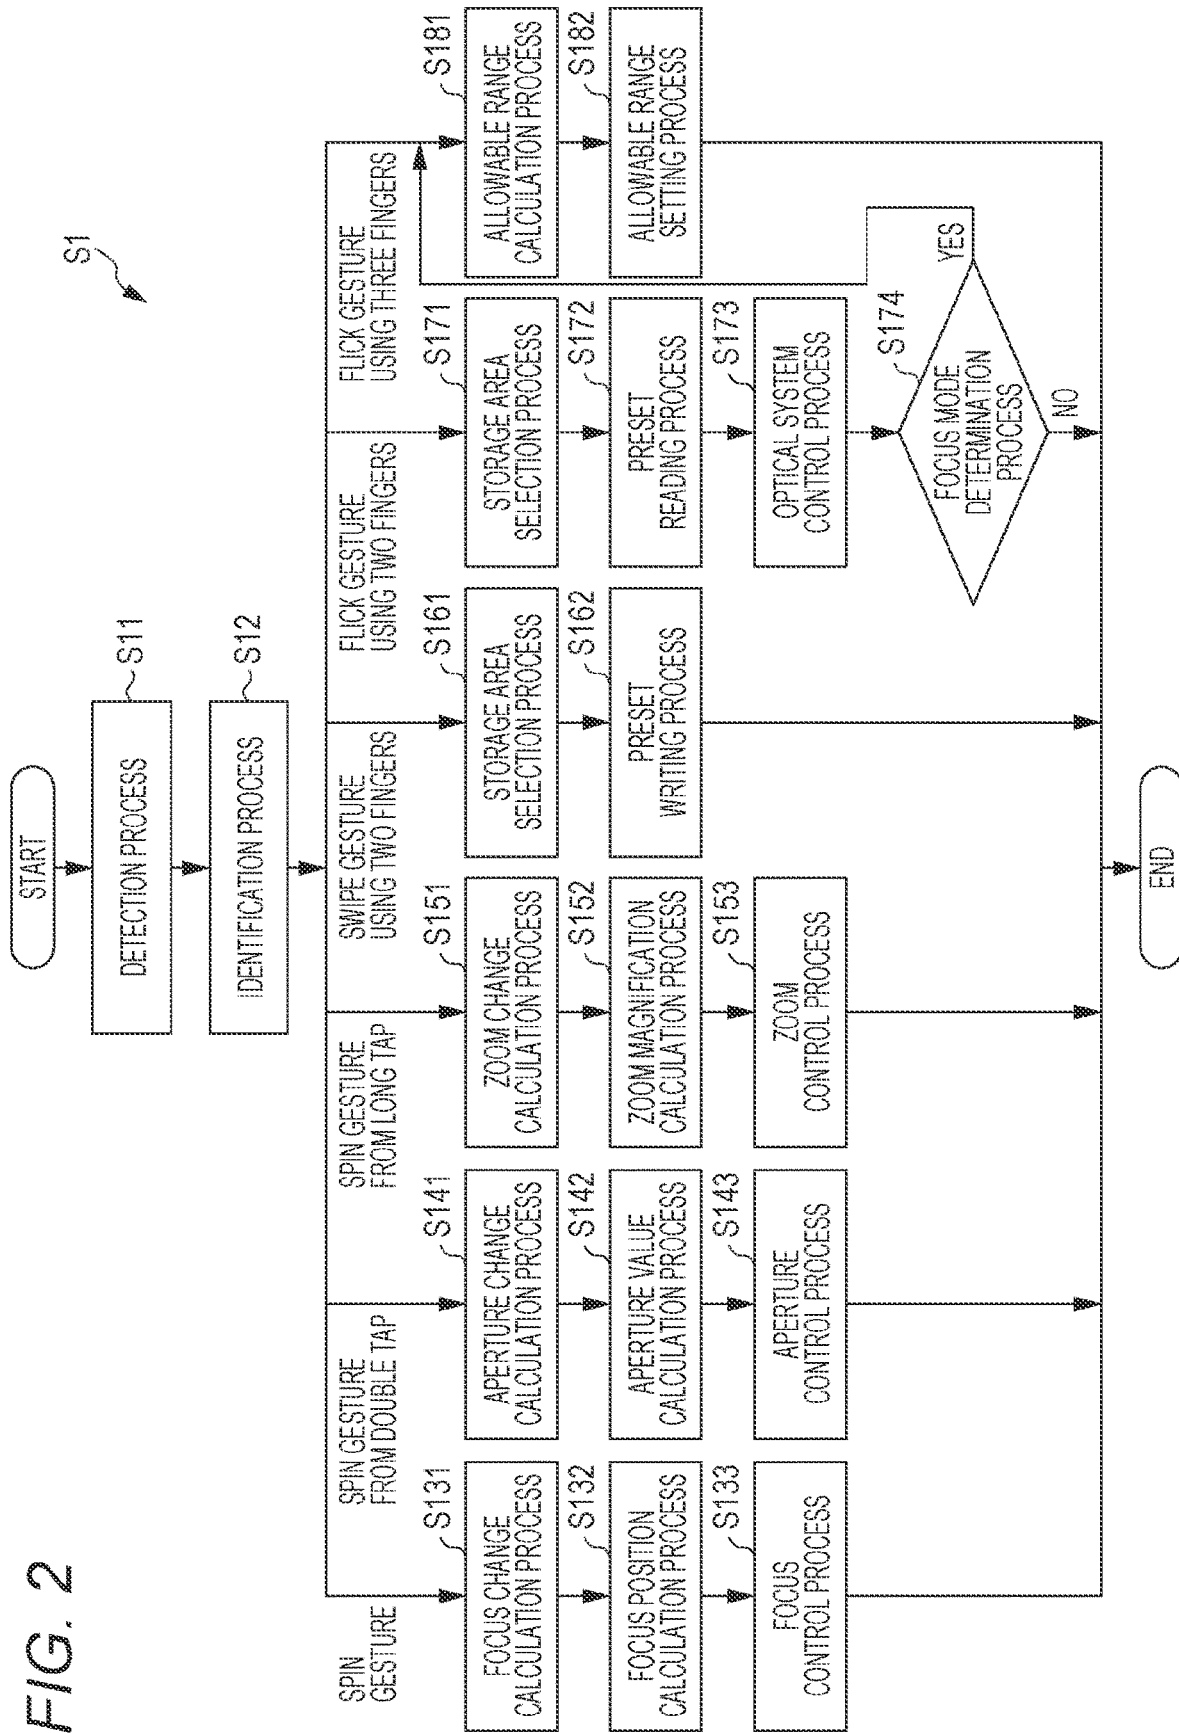 FIG. 2
S1
START
DETECTION PROCESS
S11
IDENTIFICATION PROCESS
S12
SPIN
GESTURE
SPIN GESTURE
FROM DOUBLE TAP
SPIN GESTURE
FROM LONG TAP
SWIPE GESTURE
USING TWO FINGERS
FLICK GESTURE
USING TWO FINGERS
FLICK GESTURE
USING THREE FINGERS
S131
FOCUS CHANGE
CALCULATION PROCESS
S132
FOCUS POSITION
CALCULATION PROCESS
S133
FOCUS
CONTROL PROCESS
S141
APERTURE CHANGE
CALCULATION PROCESS
S142
APERTURE VALUE
CALCULATION PROCESS
S143
APERTURE
CONTROL PROCESS
S151
ZOOM CHANGE
CALCULATION PROCESS
S152
ZOOM MAGNIFICATION
CALCULATION PROCESS
S153
ZOOM
CONTROL PROCESS
S161
STORAGE AREA
SELECTION PROCESS
S162
PRESET
WRITING PROCESS
S171
STORAGE AREA
SELECTION PROCESS
S172
PRESET
READING PROCESS
S173
OPTICAL SYSTEM
CONTROL PROCESS
S174
FOCUS MODE
DETERMINATION
PROCESS
YES
NO
S181
ALLOWABLE RANGE
CALCULATION PROCESS
S182
ALLOWABLE RANGE
SETTING PROCESS
END